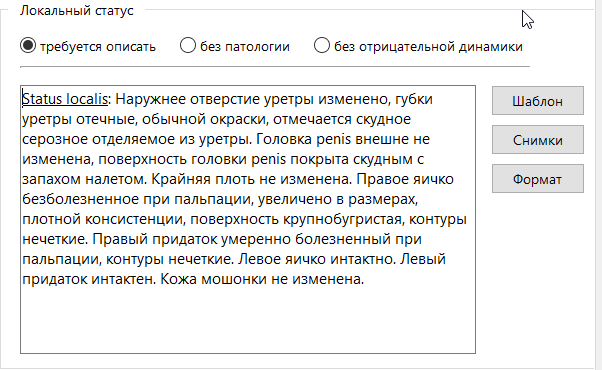 Локальный статус
требуется описать
без патологии
без отрицательной динамики
Status localis: Наружнее отверстие уретры изменено, губки
уретры отечные, обычной окраски, отмечается скудное
серозное отделяемое из уретры. Головка penis внешне не
изменена, поверхность головки penis покрыта скудным с
запахом налетом. Крайняя плоть не изменена. Правое яичко
безболезненное при пальпации, увеличено в размерах,
плотной консистенции, поверхность крупнобугристая, контуры
нечеткие. Правый придаток умеренно болезненный при
пальпации, контуры нечеткие. Левое яичко интактно. Левый
придаток интактен. Кожа мошонки не изменена.
Шаблон
Снимки
Формат